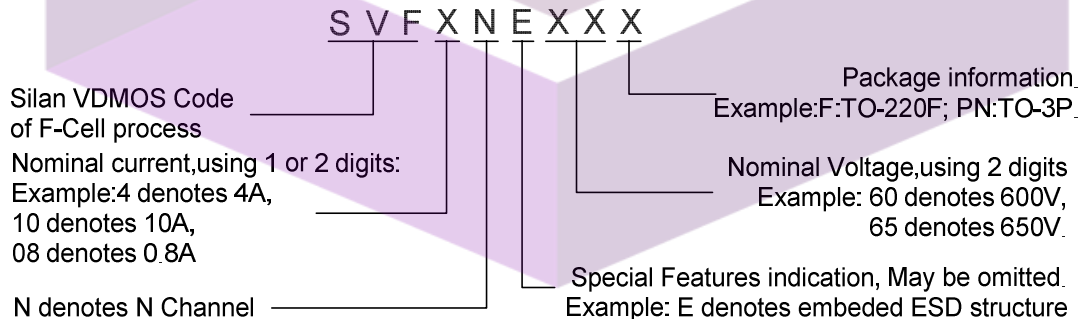 S V F X N E X X X
Silan VDMOS Code
of F-Cell process
Nominal current,using 1 or 2 digits:
Example:4 denotes 4A,
10 denotes 10A,
08 denotes 0.8A
N denotes N Channel
Package information.
Example:F:TO-220F; PN:TO-3P.
Nominal Voltage,using 2 digits
Example: 60 denotes 600V,
65 denotes 650V.
Special Features indication, May be omitted.
Example: E denotes embeded ESD structure